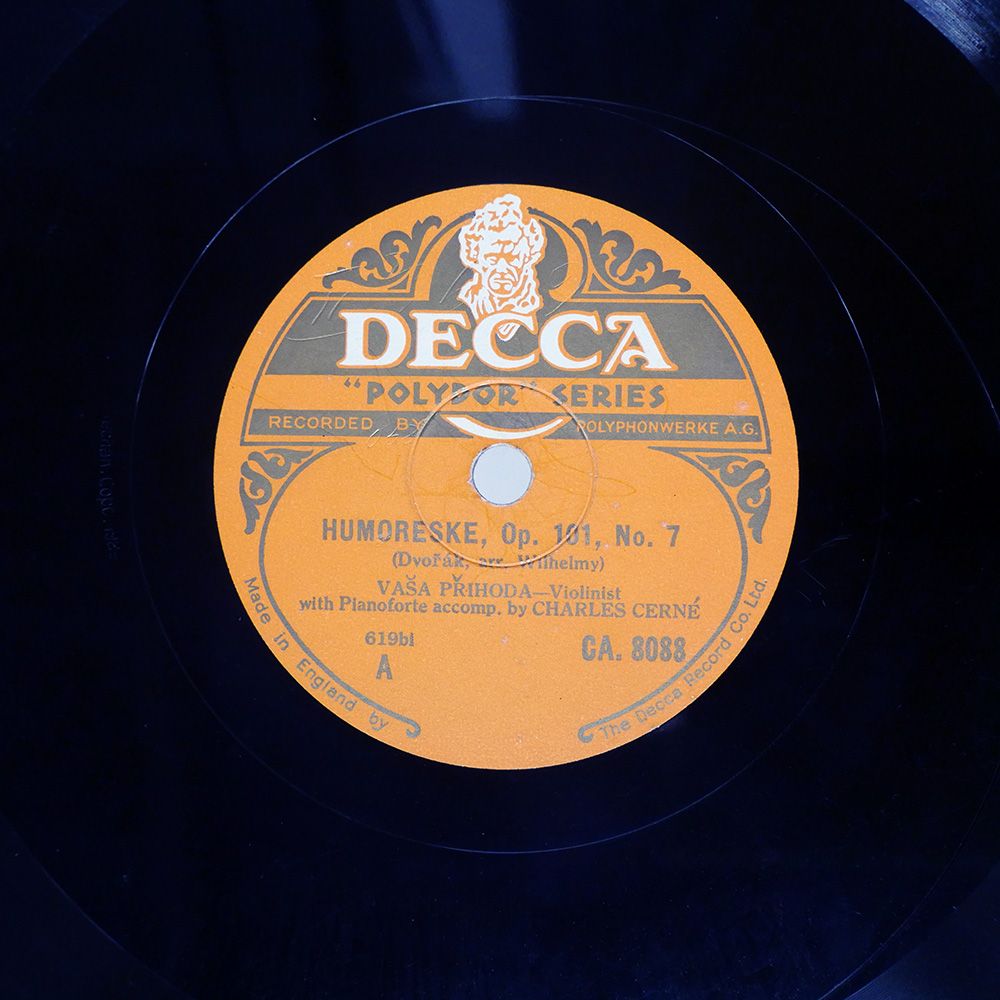 DECCA
"POLYDOR" SERIES
RECORDED BY POLYPHONWERKE A.G.
HUMORESKE, Op. 101, No. 7
(Dvořák, arr. Wilhelmy)
VAŠA PŘIHODA—Violinist
with Pianoforte accomp. by CHARLES CERNÉ
619bi
A
CA. 8088
Made in England by
The Decca Record Co. Ltd.